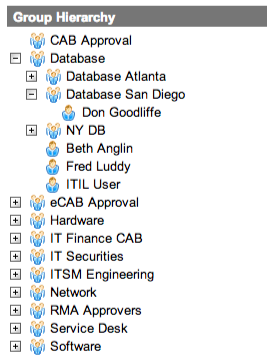 Group Hierarchy
CAB Approval
Database
Database Atlanta
Database San Diego
Don Goodliffe
NY DB
Beth Anglin
Fred Luddy
ITIL User
eCAB Approval
Hardware
IT Finance CAB
IT Securities
ITSM Engineering
Network
RMA Approvers
Service Desk
Software